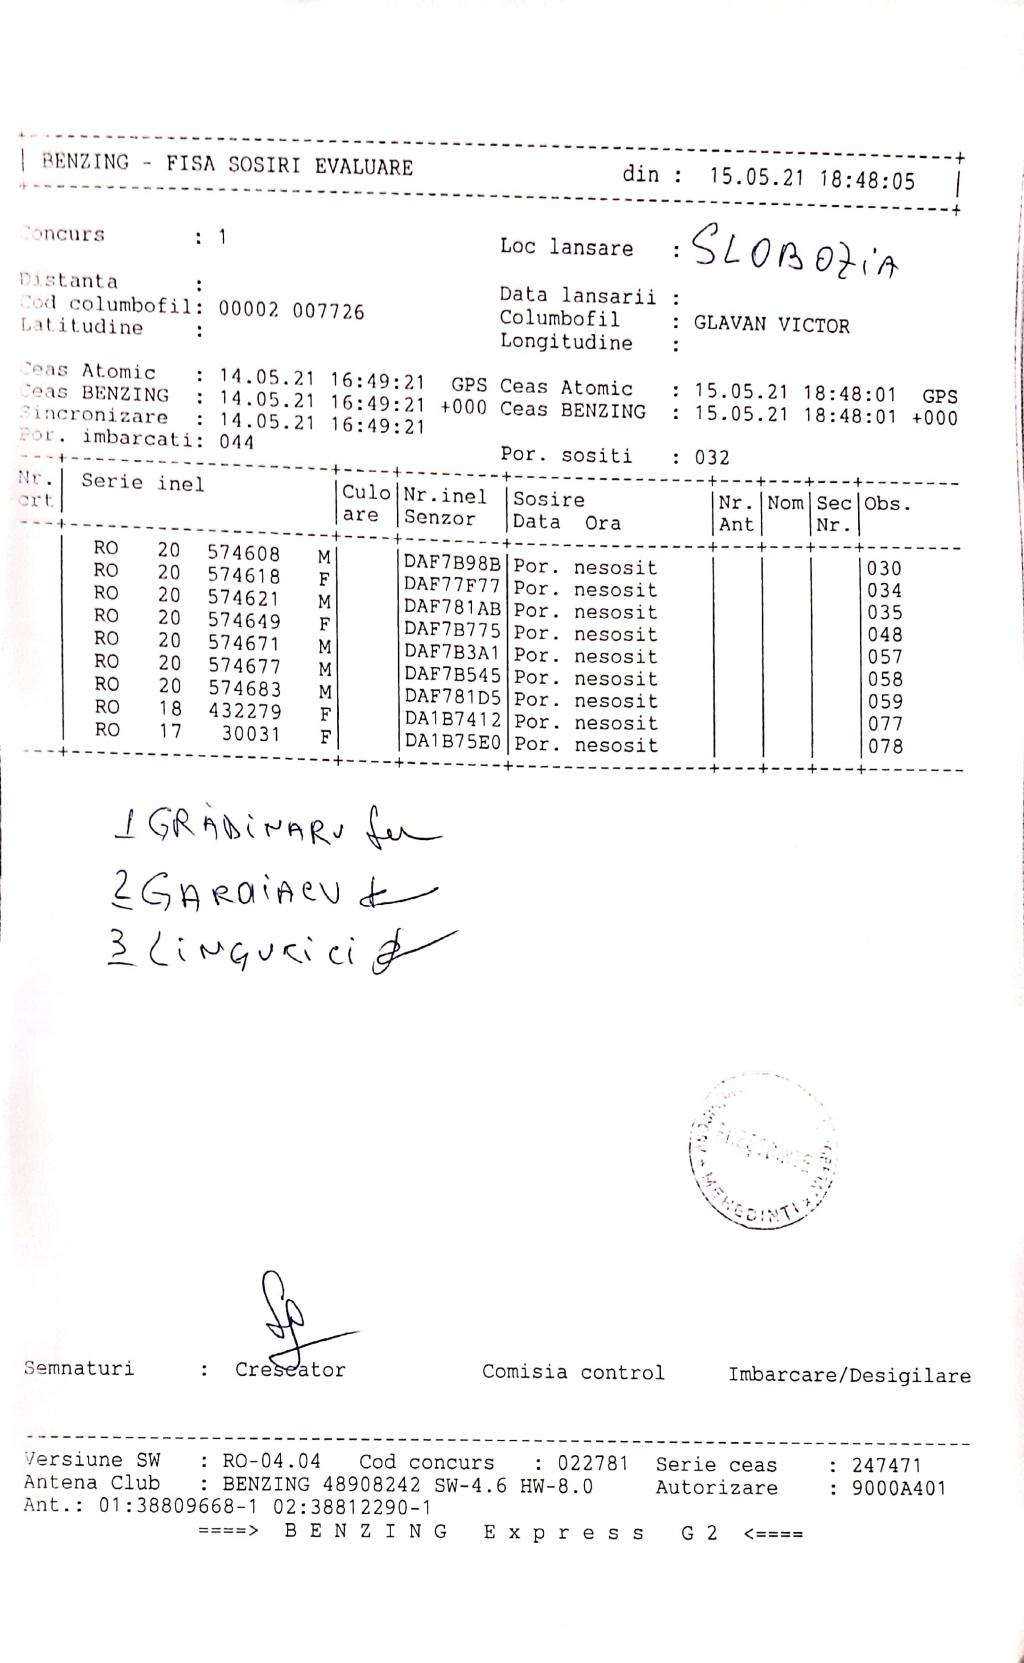 BENZING - FISA SOSIRI EVALUARE din : 15.05.21 18:48:05
Concurs : 1 Loc lansare : SLOBOZiA
Distanta : Data lansarii :
Cod columbofil: 00002 007726 Columbofil : GLAVAN VICTOR
Latitudine : Longitudine :
Ceas Atomic : 14.05.21 16:49:21 GPS Ceas Atomic : 15.05.21 18:48:01 GPS
Ceas BENZING : 14.05.21 16:49:21 +000 Ceas BENZING : 15.05.21 18:48:01 +000
Sincronizare : 14.05.21 16:49:21
Por. imbarcati: 044 Por. sositi : 032
Nr. Serie inel Culo Nr.inel Sosire Nr. Nom Sec Obs.
crt are Senzor Data Ora Ant Nr.
RO 20 574608 M DAF7B98B Por. nesosit 030
RO 20 574618 F DAF77F77 Por. nesosit 034
RO 20 574621 M DAF781AB Por. nesosit 035
RO 20 574649 F DAF7B775 Por. nesosit 048
RO 20 574671 M DAF7B3A1 Por. nesosit 057
RO 20 574677 M DAF7B545 Por. nesosit 058
RO 20 574683 M DAF781D5 Por. nesosit 059
RO 18 432279 F DA1B7412 Por. nesosit 077
RO 17 30031 F DA1B75E0 Por. nesosit 078
1 GRĂDiNARU
2
3
MEHEDINTI
Semnaturi : Crescator Comisia control Imbarcare/Desigilare
Versiune SW : RO-04.04 Cod concurs : 022781 Serie ceas : 247471
Antena Club : BENZING 48908242 SW-4.6 HW-8.0 Autorizare : 9000A401
Ant.: 01:38809668-1 02:38812290-1
====> B E N Z I N G E x p r e s s G 2 <====